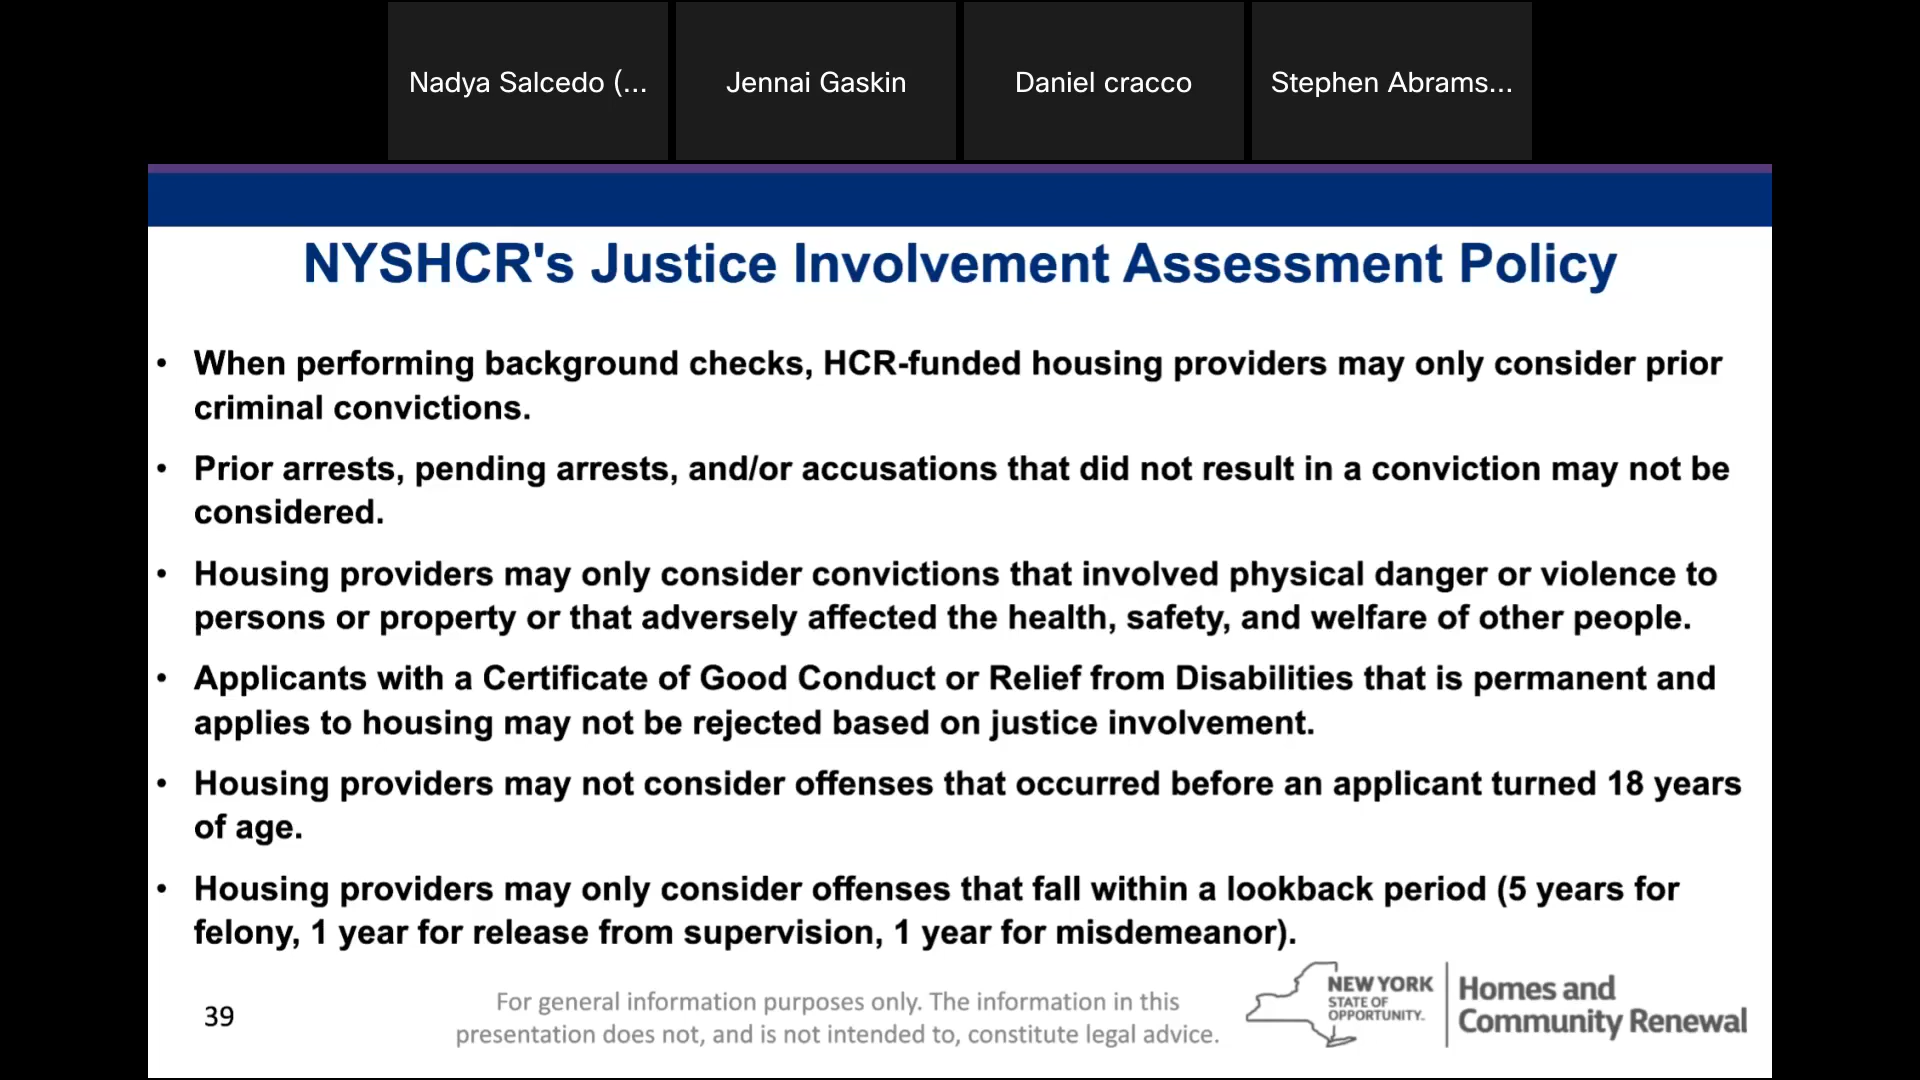 Nadya Salcedo (...
Jennai Gaskin
Daniel cracco
Stephen Abrams...
NYSHCR's Justice Involvement Assessment Policy
• When performing background checks, HCR-funded housing providers may only consider prior
criminal convictions.
• Prior arrests, pending arrests, and/or accusations that did not result in a conviction may not be
considered.
• Housing providers may only consider convictions that involved physical danger or violence to
persons or property or that adversely affected the health, safety, and welfare of other people.
• Applicants with a Certificate of Good Conduct or Relief from Disabilities that is permanent and
applies to housing may not be rejected based on justice involvement.
• Housing providers may not consider offenses that occurred before an applicant turned 18 years
of age.
• Housing providers may only consider offenses that fall within a lookback period (5 years for
felony, 1 year for release from supervision, 1 year for misdemeanor).
39
For general information purposes only. The information in this
presentation does not, and is not intended to, constitute legal advice.
NEW YORK
STATE OF
OPPORTUNITY.
Homes and
Community Renewal